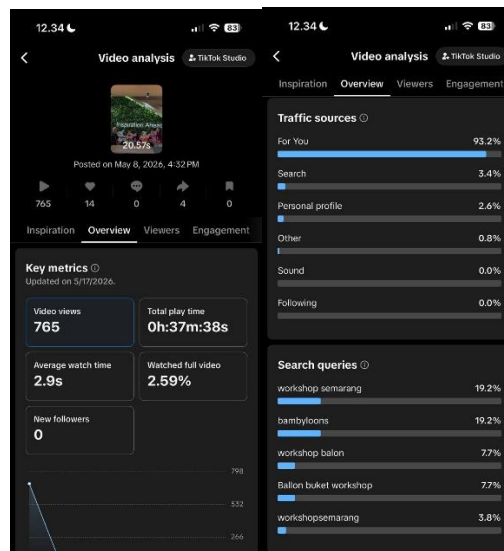 12.34
83
Video analysis
TikTok Studio
Inspiration
20.57s
Posted on May 8, 2026, 4:32 PM
765
14
0
4
0
Inspiration Overview Viewers Engagement
Key metrics
Updated on 5/17/2026.
Video views
765
Total play time
0h:37m:38s
Average watch time
2.9s
Watched full video
2.59%
New followers
0
798
532
266
12.34
83
Video analysis
TikTok Studio
Inspiration Overview Viewers Engagement
Traffic sources
For You 93.2%
Search 3.4%
Personal profile 2.6%
Other 0.8%
Sound 0.0%
Following 0.0%
Search queries
workshop semarang 19.2%
bambyloons 19.2%
workshop balon 7.7%
Ballon buket workshop 7.7%
workshopsemarang 3.8%